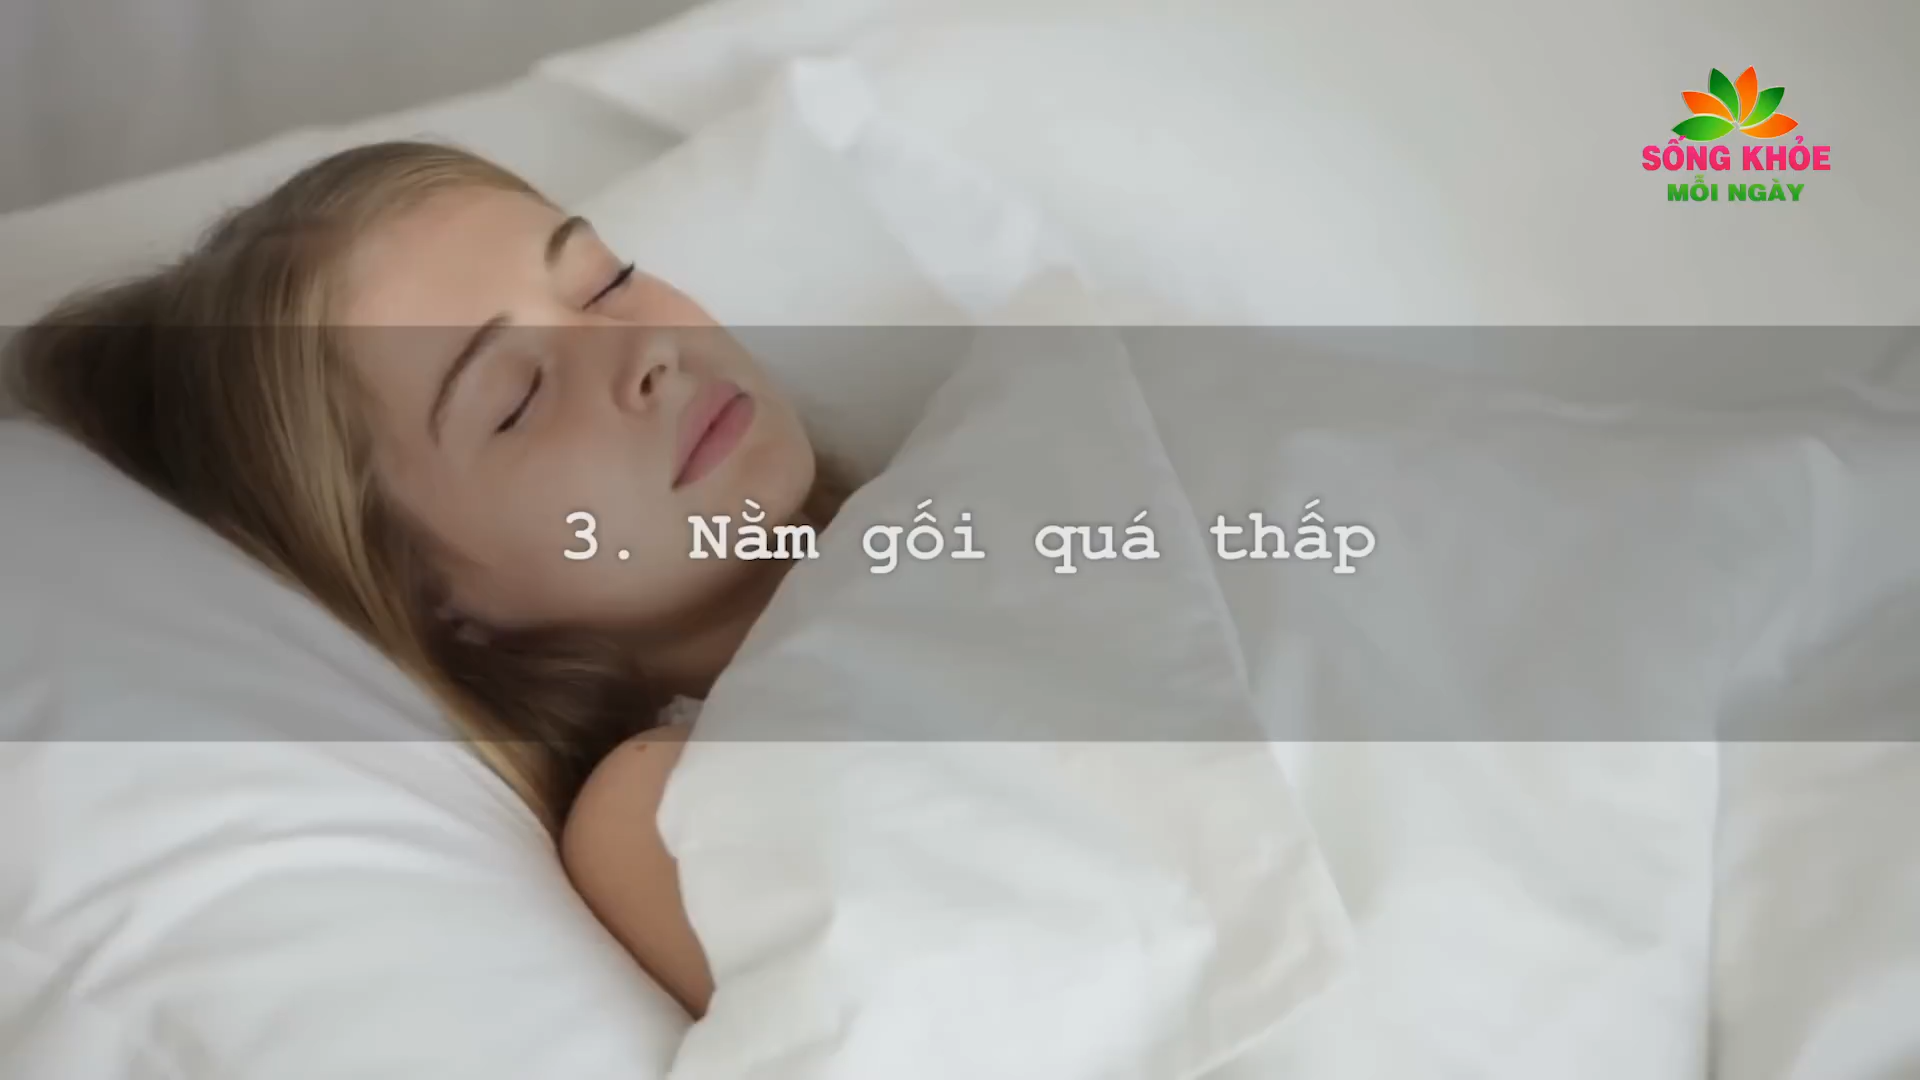 SỐNG KHỎE
MỖI NGÀY
3. Nằm gối quá thấp